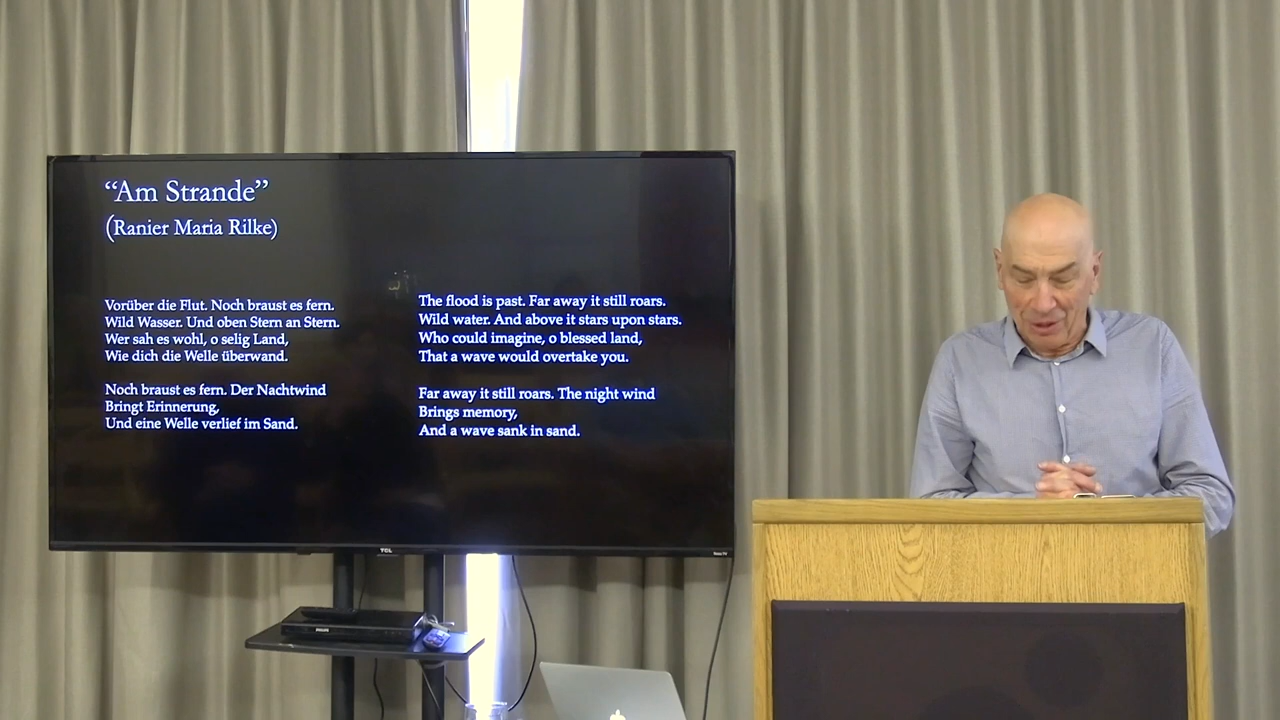 “Am Strande”
(Ranier Maria Rilke)
Vorüber die Flut. Noch braust es fern.
Wild Wasser. Und oben Stern an Stern.
Wer sah es wohl, o selig Land,
Wie dich die Welle überwand.
Noch braust es fern. Der Nachtwind
Bringt Erinnerung,
Und eine Welle verlief im Sand.
The flood is past. Far away it still roars.
Wild water. And above it stars upon stars.
Who could imagine, o blessed land,
That a wave would overtake you.
Far away it still roars. The night wind
Brings memory,
And a wave sank in sand.
TCL
Roku TV
PHILIPS